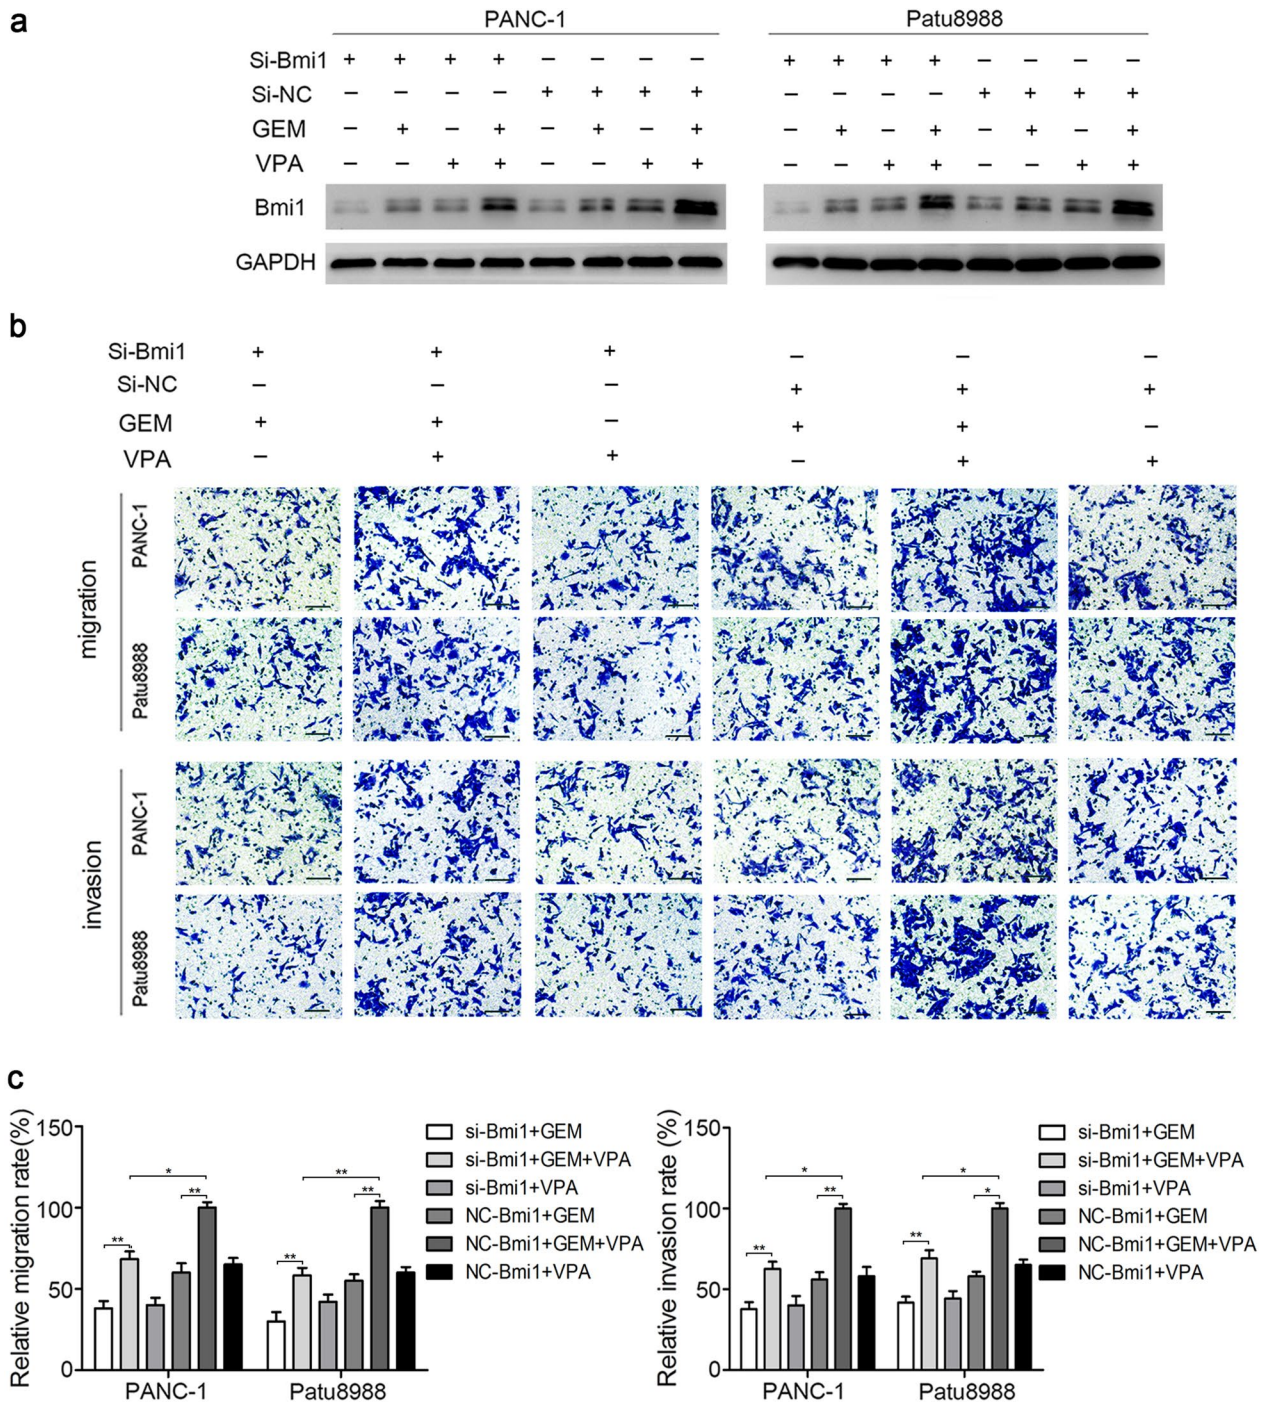 a
PANC-1 Patu8988
Si-Bmi1 + + + + − − − − + + + + − − − −
Si-NC − − − − + + + + − − − − + + + +
GEM − + − + − + − + − + − + − + − +
VPA − − + + − − + + − − + + − − + +
Bmi1
GAPDH
b
Si-Bmi1 + + + − − −
Si-NC − − − + + +
GEM + + − + + −
VPA − + + − + +
migration
PANC-1
Patu8988
invasion
PANC-1
Patu8988
c
Relative migration rate(%)
150
100
50
0
* ** ** ** ** **
PANC-1 Patu8988
si-Bmi1+GEM
si-Bmi1+GEM+VPA
si-Bmi1+VPA
NC-Bmi1+GEM
NC-Bmi1+GEM+VPA
NC-Bmi1+VPA
Relative invasion rate (%)
150
100
50
0
* ** ** * * **
PANC-1 Patu8988
si-Bmi1+GEM
si-Bmi1+GEM+VPA
si-Bmi1+VPA
NC-Bmi1+GEM
NC-Bmi1+GEM+VPA
NC-Bmi1+VPA